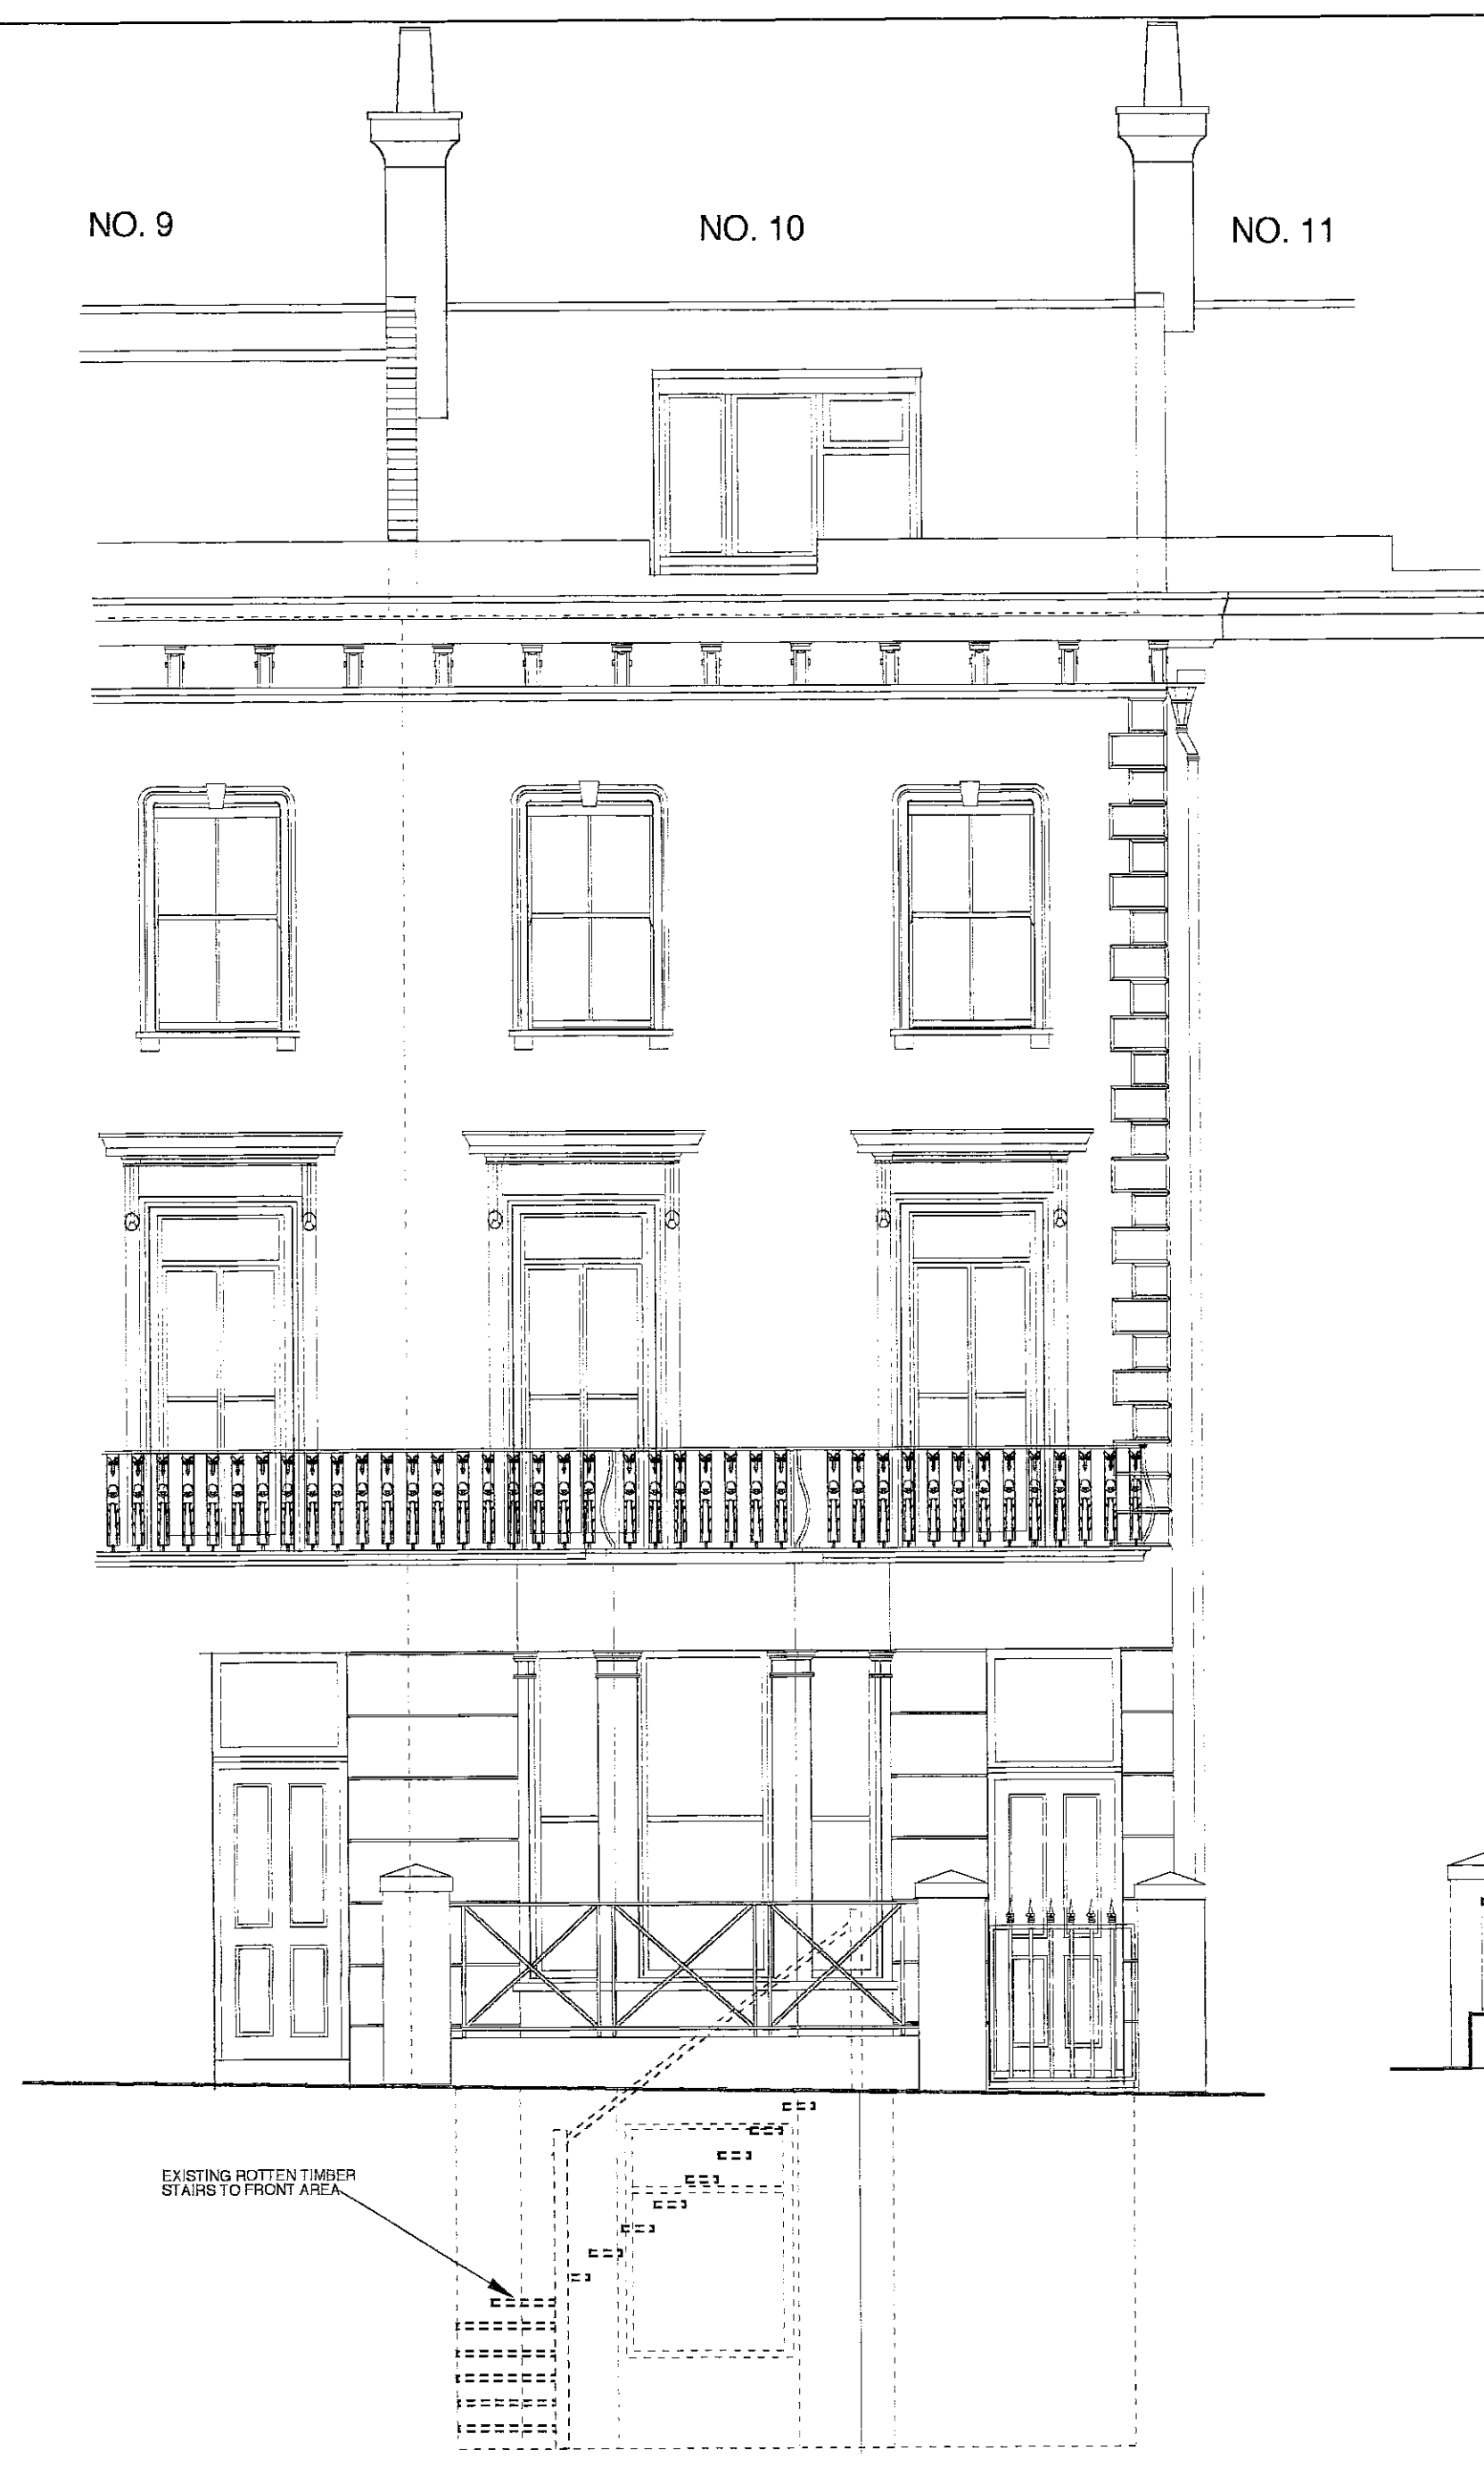 NO. 9
NO. 10
NO. 11
EXISTING ROTTEN TIMBER
STAIRS TO FRONT AREA